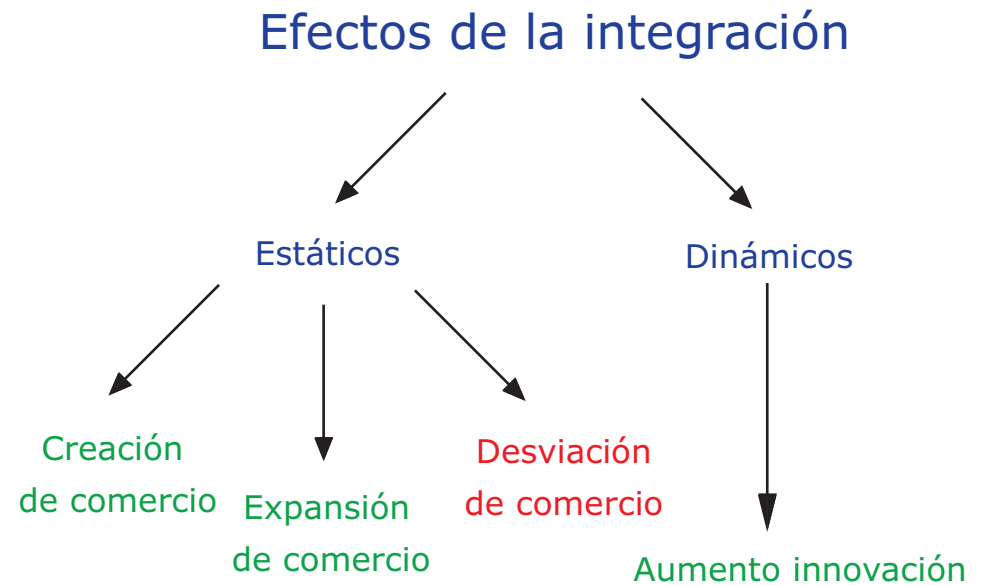 Efectos de la integración
Estáticos
Dinámicos
Creación
de comercio
Expansión
de comercio
Desviación
de comercio
Aumento innovación